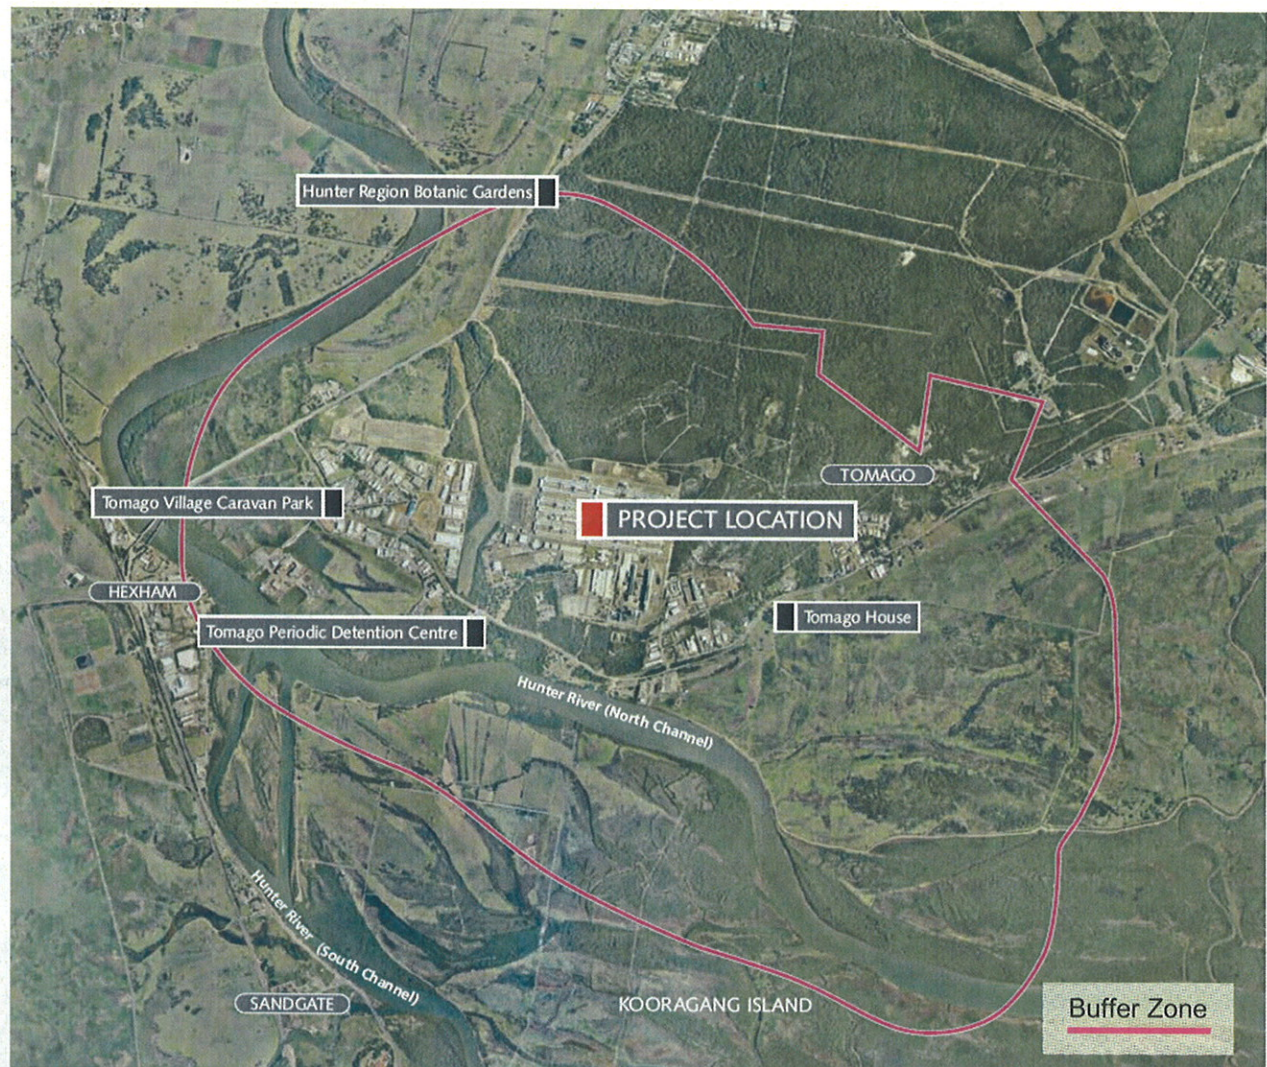 Hunter Region Botanic Gardens
TOMAGO
Tomago Village Caravan Park
PROJECT LOCATION
HEXHAM
Tomago Periodic Detention Centre
Tomago House
Hunter River (North Channel)
Hunter River (South Channel)
SANDGATE
KOORAGANG ISLAND
Buffer Zone